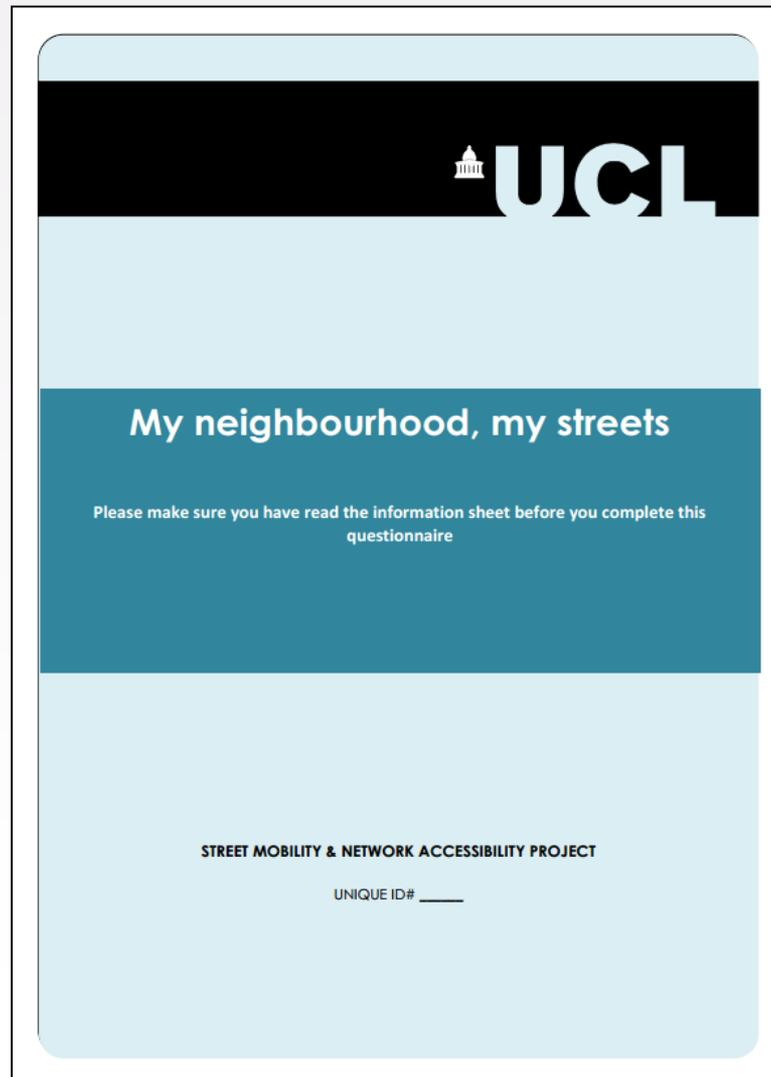 UCL
My neighbourhood, my streets
Please make sure you have read the information sheet before you complete this
questionnaire
STREET MOBILITY & NETWORK ACCESSIBILITY PROJECT
UNIQUE ID# ______